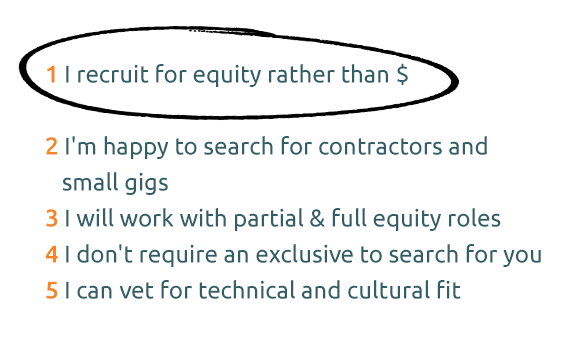 1 I recruit for equity rather than $
2 I'm happy to search for contractors and
small gigs
3 I will work with partial & full equity roles
4 I don't require an exclusive to search for you
5 I can vet for technical and cultural fit